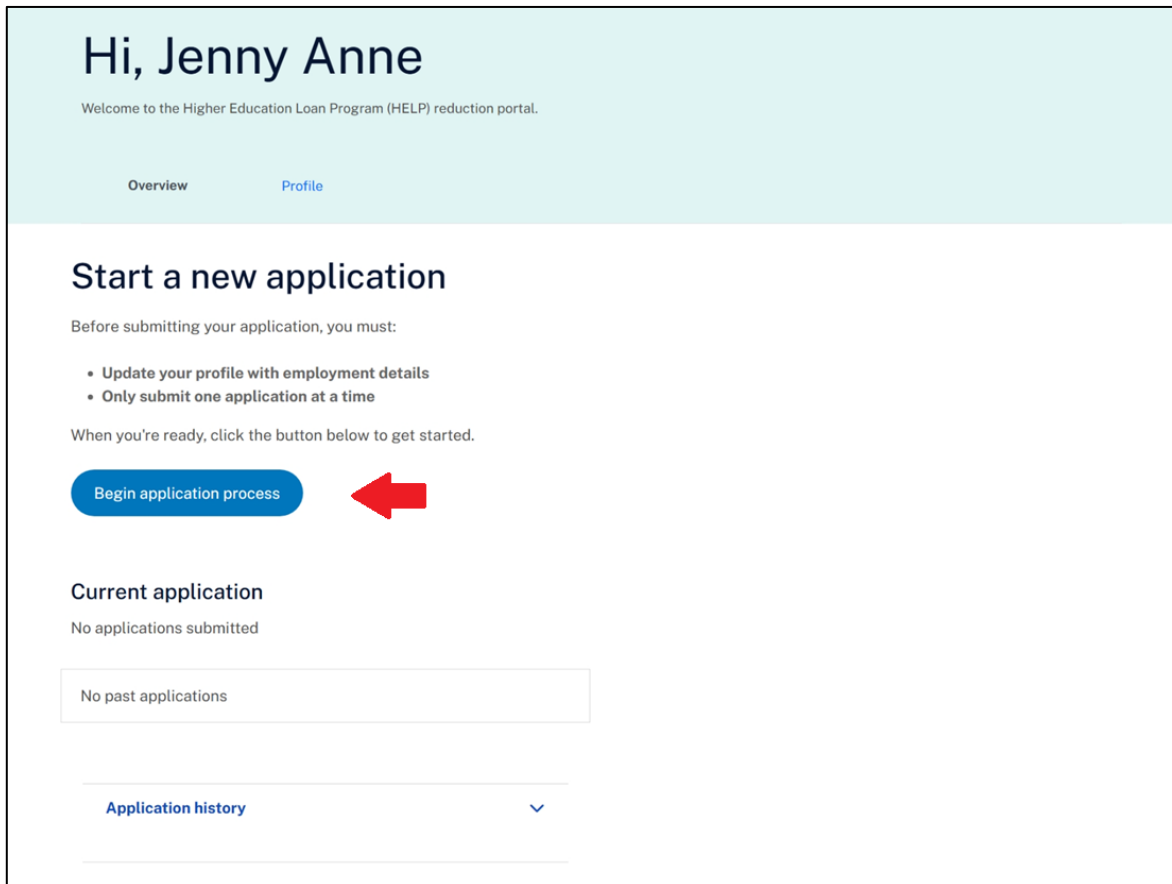 Hi, Jenny Anne
Welcome to the Higher Education Loan Program (HELP) reduction portal.
Overview Profile
Start a new application
Before submitting your application, you must:
• Update your profile with employment details
• Only submit one application at a time
When you're ready, click the button below to get started.
Begin application process
Current application
No applications submitted
No past applications
Application history